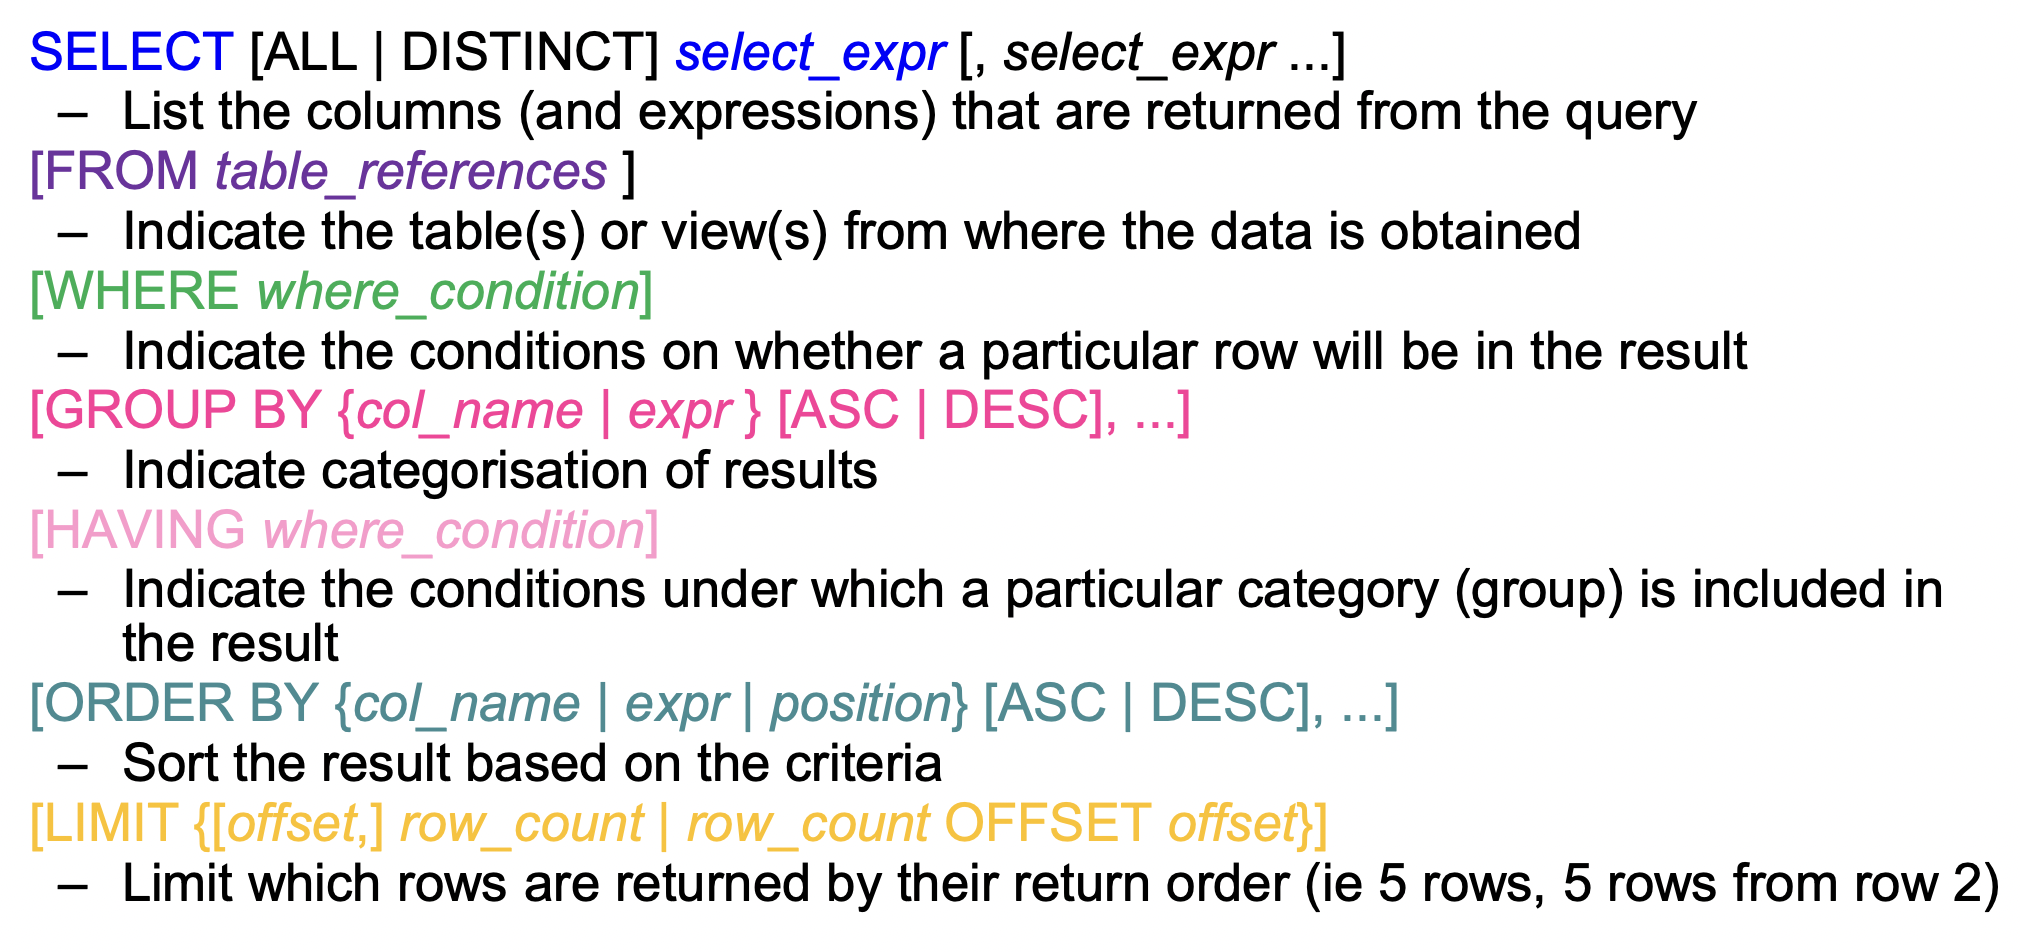 SELECT [ALL | DISTINCT] select_expr [, select_expr ...]
– List the columns (and expressions) that are returned from the query
[FROM table_references ]
– Indicate the table(s) or view(s) from where the data is obtained
[WHERE where_condition]
– Indicate the conditions on whether a particular row will be in the result
[GROUP BY {col_name | expr } [ASC | DESC], ...]
– Indicate categorisation of results
[HAVING where_condition]
– Indicate the conditions under which a particular category (group) is included in
the result
[ORDER BY {col_name | expr | position} [ASC | DESC], ...]
– Sort the result based on the criteria
[LIMIT {[offset,] row_count | row_count OFFSET offset}]
– Limit which rows are returned by their return order (ie 5 rows, 5 rows from row 2)